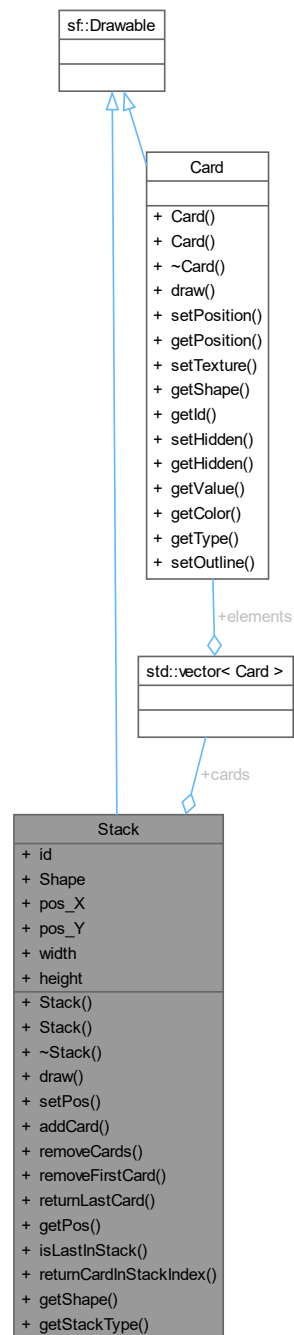 sf::Drawable
Card
+ Card()
+ Card()
+ ~Card()
+ draw()
+ setPosition()
+ getPosition()
+ setTexture()
+ getShape()
+ getId()
+ setHidden()
+ getHidden()
+ getValue()
+ getColor()
+ getType()
+ setOutline()
+elements
std::vector< Card >
+cards
Stack
+ id
+ Shape
+ pos_X
+ pos_Y
+ width
+ height
+ Stack()
+ Stack()
+ ~Stack()
+ draw()
+ setPos()
+ addCard()
+ removeCards()
+ removeFirstCard()
+ returnLastCard()
+ getPos()
+ isLastInStack()
+ returnCardInStackIndex()
+ getShape()
+ getStackType()